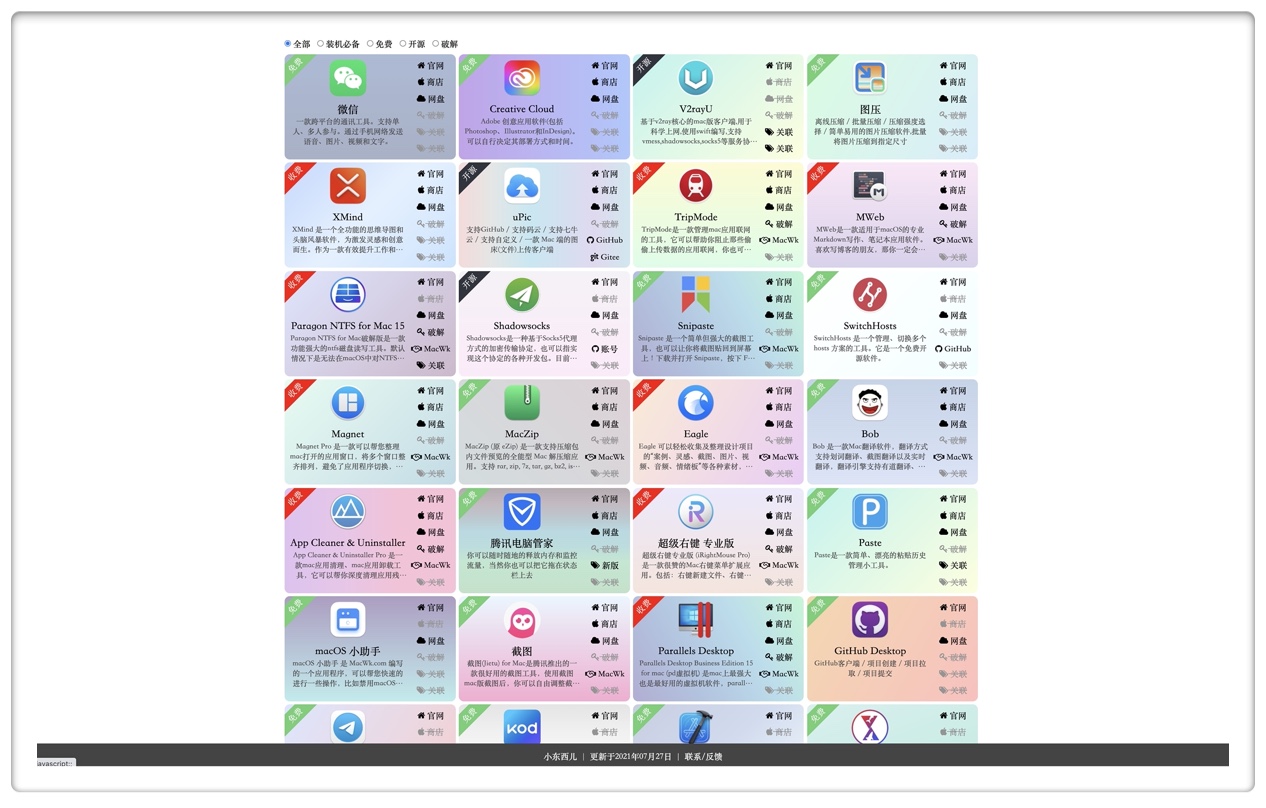 全部 装机必备 免费 开源 破解
免费
微信
一款跨平台的通讯工具。支持单
人、多人参与。通过手机网络发送
语音、图片、视频和文字。
官网
商店
网盘
破解
关联
关联
免费
Creative Cloud
Adobe 创意应用软件(包括
Photoshop、Illustrator和InDesign)。
可以自行决定其部署方式和时间。
官网
商店
网盘
破解
关联
关联
开源
V2rayU
基于v2ray核心的mac版客户端,用于
科学上网,使用swift编写,支持
vmess,shadowsocks,socks5等服务协…
官网
商店
网盘
破解
关联
关联
免费
图压
离线压缩 / 批量压缩 / 压缩强度选
择 / 简单易用的图片压缩软件,批量
将图片压缩到指定尺寸
官网
商店
网盘
破解
关联
关联
收费
XMind
XMind 是一个全功能的思维导图和
头脑风暴软件。为激发灵感和创意
而生。作为一款有效提升工作和…
官网
商店
网盘
破解
关联
关联
开源
uPic
支持GitHub / 支持码云 / 支持七牛
云 / 支持自定义 / 一款 Mac 端的图
床(文件)上传客户端
官网
商店
网盘
破解
GitHub
Gitee
收费
TripMode
TripMode是一款管理mac应用联网
的工具。它可以帮助你阻止那些偷
偷上传数据的应用联网，你也可…
官网
商店
网盘
破解
MacWk
关联
收费
MWeb
MWeb是一款适用于macOS的专业
Markdown写作、笔记本应用软件。
喜欢写博客的朋友，那你一定会…
官网
商店
网盘
破解
MacWk
关联
收费
Paragon NTFS for Mac 15
Paragon NTFS for Mac破解版是一款
功能强大的ntfs磁盘读写工具。默认
情况下是无法在macOS中对NTFS…
官网
商店
网盘
破解
MacWk
关联
开源
Shadowsocks
Shadowsocks是一种基于Socks5代理
方式的加密传输协定，也可以指实
现这个协定的各种开发包。目前…
官网
商店
网盘
破解
账号
关联
免费
Snipaste
Snipaste 是一个简单但强大的截图工
具，也可以让你将截图贴回到屏幕
上！下载并打开 Snipaste，按下 F…
官网
商店
网盘
破解
MacWk
关联
免费
SwitchHosts
SwitchHosts 是一个管理、切换多个
hosts 方案的工具。它是一个免费开
源软件。
官网
商店
网盘
破解
GitHub
关联
收费
Magnet
Magnet Pro 是一款可以帮您整理
mac打开的应用窗口，将多个窗口整
齐排列，避免了应用程序切换，…
官网
商店
网盘
破解
MacWk
关联
免费
MacZip
MacZip (原 eZip) 是一款支持压缩包
内文件预览的全能型 Mac 解压缩应
用。支持 rar, zip, 7z, tar, gz, bz2, is…
官网
商店
网盘
破解
MacWk
关联
收费
Eagle
Eagle 可以轻松收集及整理设计项目
的“案例、灵感、截图、图片、视
频、音频、情绪板”等各种素材，…
官网
商店
网盘
破解
MacWk
关联
免费
Bob
Bob 是一款Mac翻译软件，翻译方式
支持划词翻译、截图翻译以及实时
翻译，翻译引擎支持有道翻译、…
官网
商店
网盘
破解
MacWk
关联
收费
App Cleaner & Uninstaller
App Cleaner & Uninstaller Pro 是一
款mac应用清理、mac应用卸载工
具，它可以帮你深度清理应用残…
官网
商店
网盘
破解
MacWk
关联
免费
腾讯电脑管家
你可以随时随地的释放内存和监控
流量，当然你也可以把它拖在状态
栏上去
官网
商店
网盘
破解
新版
关联
收费
超级右键 专业版
超级右键专业版 (iRightMouse Pro)
是一款很赞的Mac右键菜单扩展应
用。包括：右键新建文件、右键…
官网
商店
网盘
破解
MacWk
关联
免费
Paste
Paste是一款简单、漂亮的粘贴历史
管理小工具。
官网
商店
网盘
破解
关联
关联
免费
macOS 小助手
macOS 小助手 是 MacWk.com 编写
的一个应用程序，可以帮您快速的
进行一些操作，比如禁用macOS…
官网
商店
网盘
破解
关联
关联
免费
截图
截图(Jietu) for Mac是腾讯推出的一
款很好用的截图工具，使用截图
mac版截图后，你可以自由调整截…
官网
商店
网盘
破解
MacWk
关联
收费
Parallels Desktop
Parallels Desktop Business Edition 15
for mac (pd虚拟机) 是mac上最强大
也是最好用的虚拟机软件，parall…
官网
商店
网盘
破解
MacWk
关联
免费
GitHub Desktop
GitHub客户端 / 项目创建 / 项目拉
取 / 项目提交
官网
商店
网盘
破解
关联
关联
免费
官网
商店
免费
kod
官网
商店
免费
官网
商店
免费
官网
商店
小东西儿 | 更新于2021年07月27日 | 联系/反馈
javascript:;